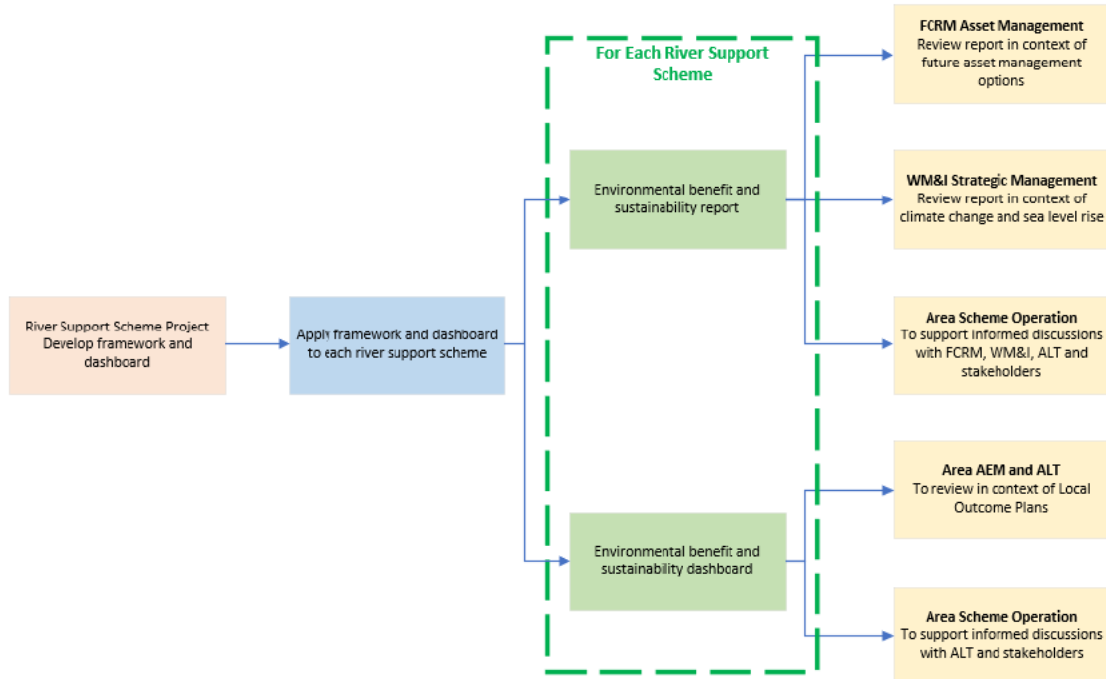 River Support Scheme Project
Develop framework and
dashboard
Apply framework and dashboard
to each river support scheme
For Each River Support
Scheme
Environmental benefit and
sustainability report
Environmental benefit and
sustainability dashboard
FCRM Asset Management
Review report in context of
future asset management
options
WM&I Strategic Management
Review report in context of
climate change and sea level rise
Area Scheme Operation
To support informed discussions
with FCRM, WM&I, ALT and
stakeholders
Area AEM and ALT
To review in context of Local
Outcome Plans
Area Scheme Operation
To support informed discussions
with ALT and stakeholders